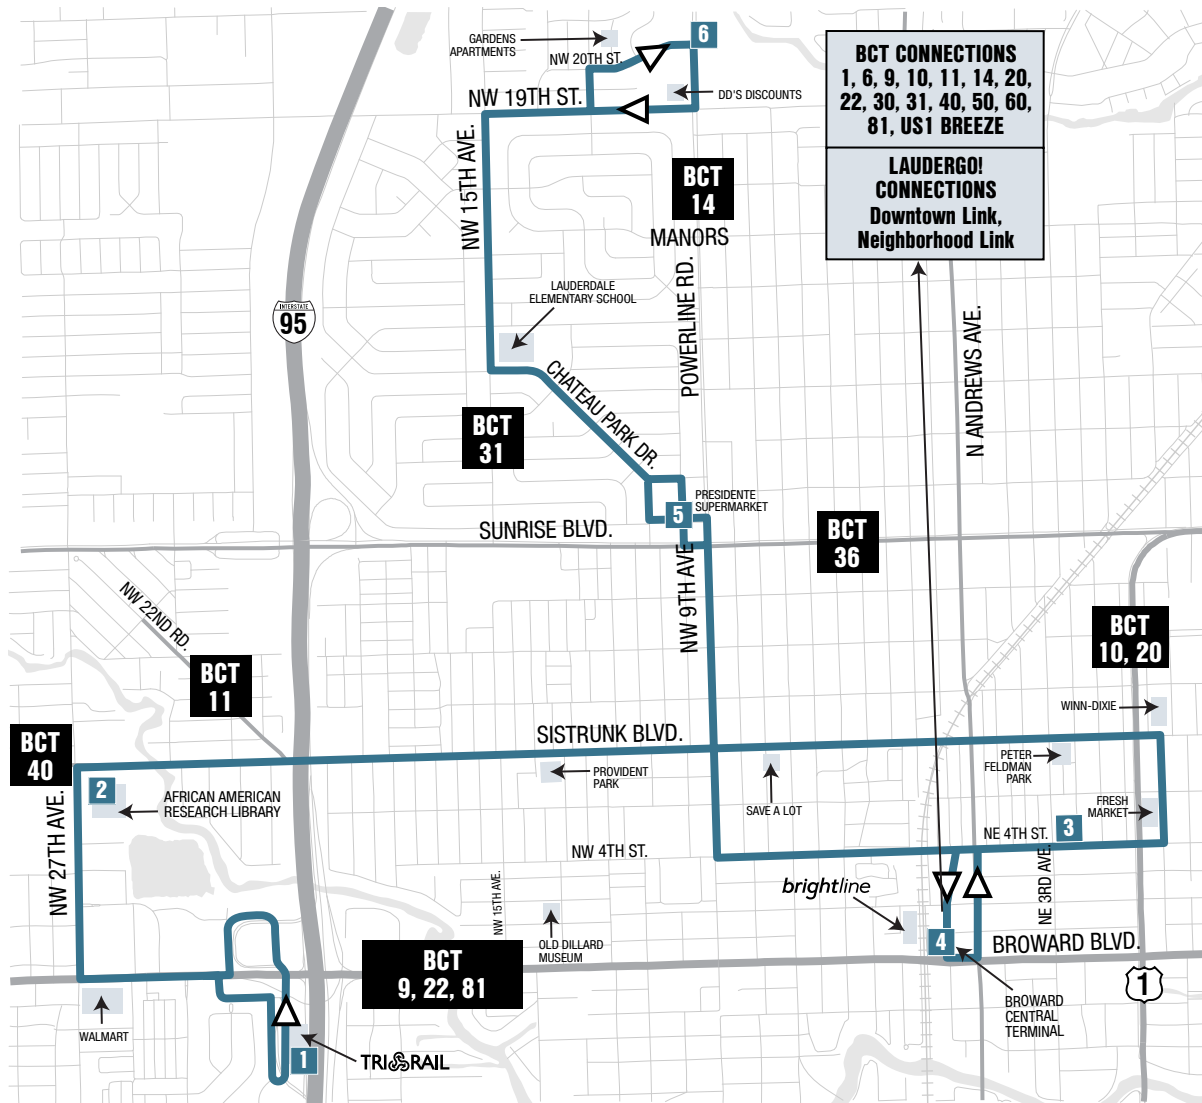 GARDENS
APARTMENTS
NW 20TH ST.
6
NW 19TH ST.
DD'S DISCOUNTS
BCT CONNECTIONS
1, 6, 9, 10, 11, 14, 20,
22, 30, 31, 40, 50, 60,
81, US1 BREEZE
LAUDERGO!
CONNECTIONS
Downtown Link,
Neighborhood Link
NW 15TH AVE.
BCT
14
MANORS
POWERLINE RD.
LAUDERDALE
ELEMENTARY SCHOOL
INTERSTATE
95
N ANDREWS AVE.
CHATEAU PARK DR.
BCT
31
PRESIDENTE
SUPERMARKET
5
SUNRISE BLVD.
BCT
36
NW 9TH AVE
NW 22ND RD.
BCT
11
BCT
10, 20
WINN-DIXIE
SISTRUNK BLVD.
BCT
40
2
AFRICAN AMERICAN
RESEARCH LIBRARY
PROVIDENT
PARK
SAVE A LOT
PETER
FELDMAN
PARK
FRESH
MARKET
3
NE 4TH ST.
NW 4TH ST.
NW 27TH AVE.
NW 15TH AVE.
NE 3RD AVE.
brightline
OLD DILLARD
MUSEUM
4
BROWARD BLVD.
BCT
9, 22, 81
1
BROWARD
CENTRAL
TERMINAL
WALMART
1
TRI RAIL